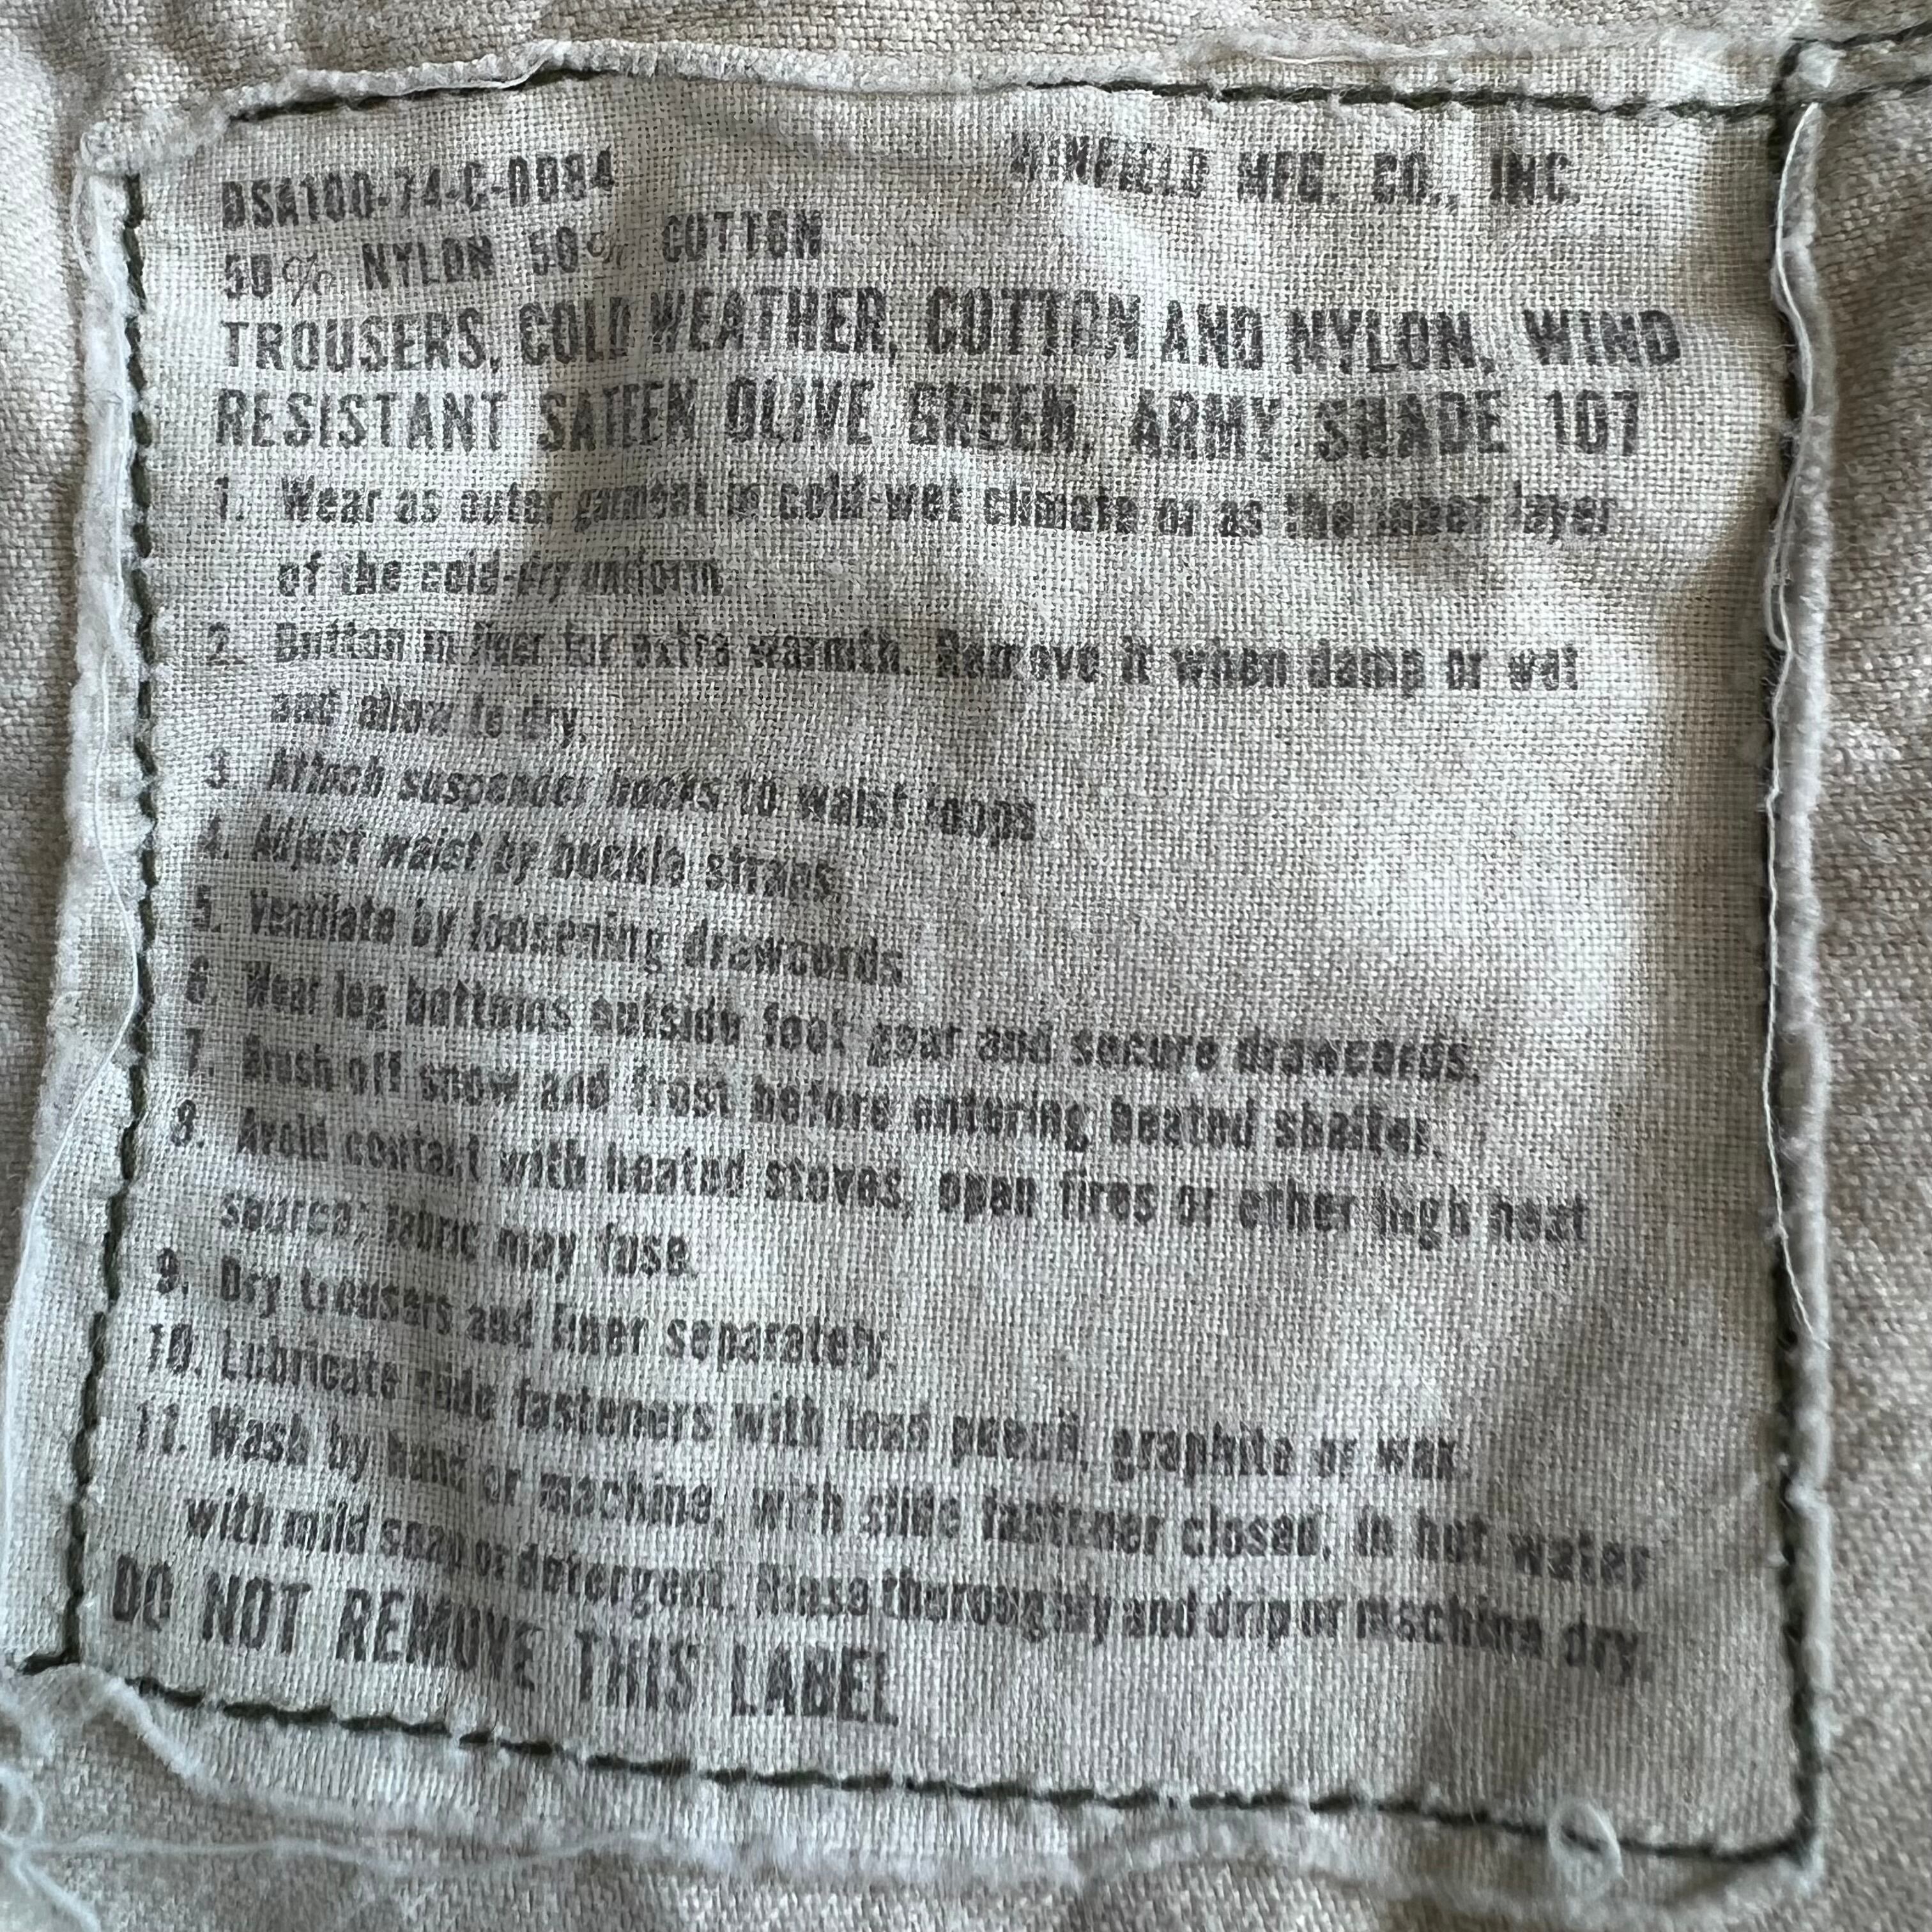 DSA100-74-C-0084 WINFIELD MFG. CO., INC.
50% NYLON 50% COTTON
TROUSERS, COLD WEATHER, COTTON AND NYLON, WIND
RESISTANT SATEEN OLIVE GREEN, ARMY SHADE 107
1. Wear as outer garment in cold-wet climate or as the inner layer
of the cold-dry uniform.
2. Button in liner for extra warmth. Remove it when damp or wet
and allow to dry.
3. Attach suspender hooks to waist loops.
4. Adjust waist by buckle straps.
5. Ventilate by loosening drawcords.
6. Wear leg bottoms outside foot gear and secure drawcords.
7. Brush off snow and frost before entering heated shelter.
8. Avoid contact with heated stoves, open fires or other high heat
source; fabric may fuse.
9. Dry trousers and liner separately.
10. Lubricate slide fasteners with lead pencil, graphite or wax.
11. Wash by hand or machine, with slide fastener closed, in hot water
with mild soap or detergent. Rinse thoroughly and drip or machine dry.
DO NOT REMOVE THIS LABEL